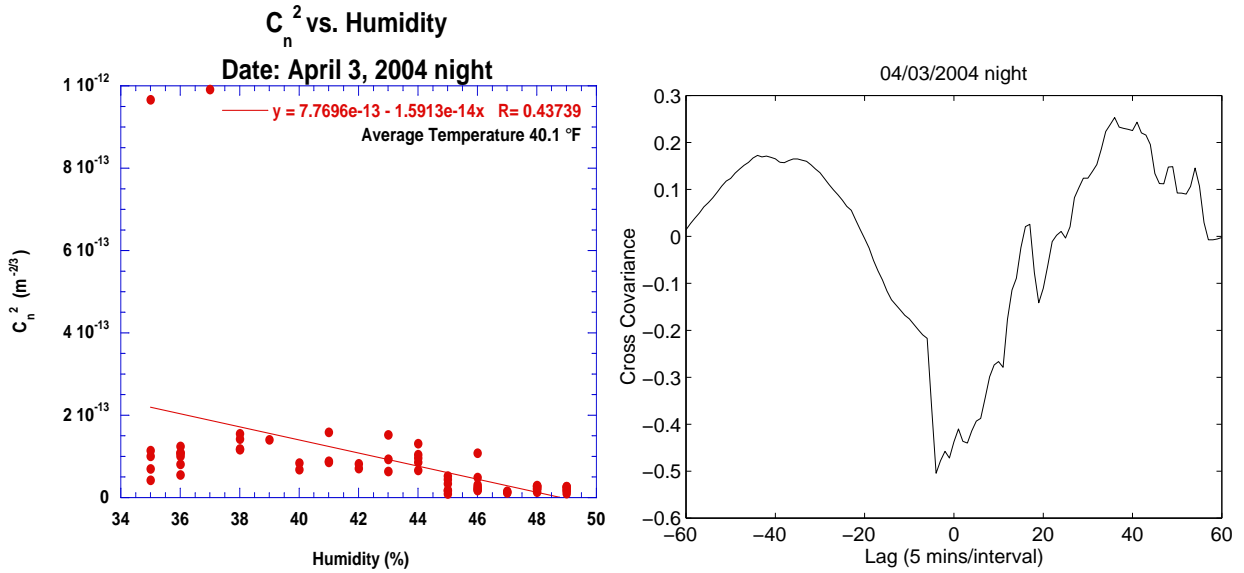 C_n^2 vs. Humidity
Date: April 3, 2004 night
y = 7.7696e-13 - 1.5913e-14x R= 0.43739
Average Temperature 40.1 °F
1 10^-12
8 10^-13
6 10^-13
4 10^-13
2 10^-13
0
C_n^2 (m^-2/3)
34 36 38 40 42 44 46 48 50
Humidity (%)
04/03/2004 night
0.3
0.2
0.1
0
−0.1
−0.2
−0.3
−0.4
−0.5
−0.6
Cross Covariance
−60 −40 −20 0 20 40 60
Lag (5 mins/interval)